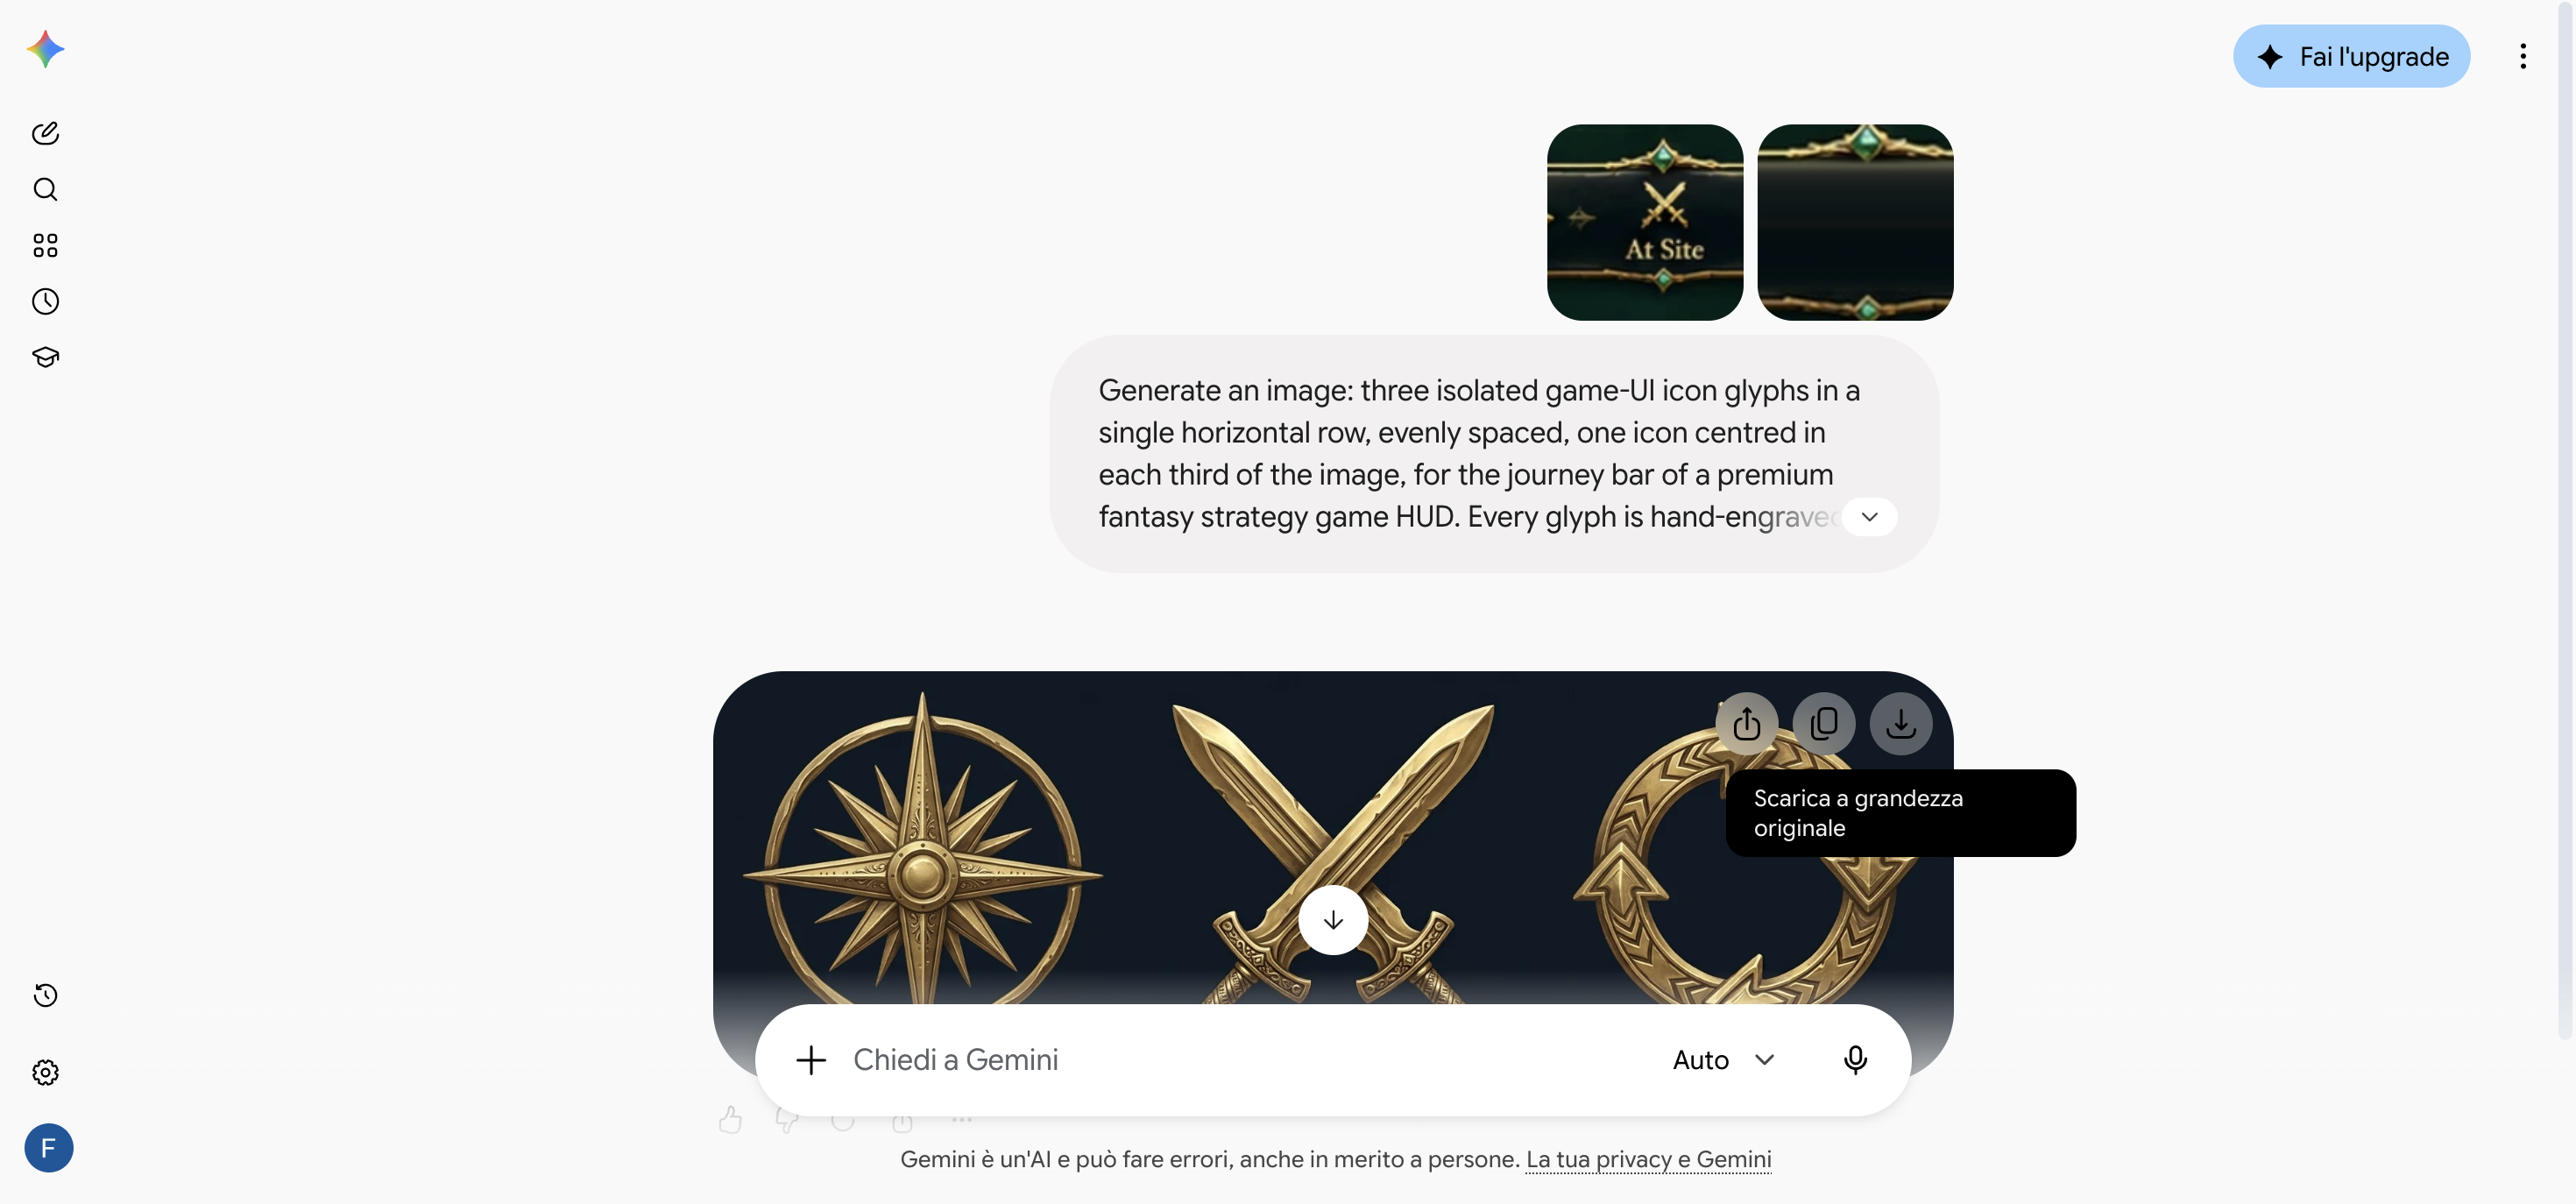 Fai l'upgrade
At Site
Generate an image: three isolated game-UI icon glyphs in a
single horizontal row, evenly spaced, one icon centred in
each third of the image, for the journey bar of a premium
fantasy strategy game HUD. Every glyph is hand-engraved
Scarica a grandezza
originale
Chiedi a Gemini
Auto
F
Gemini è un'AI e può fare errori, anche in merito a persone. La tua privacy e Gemini